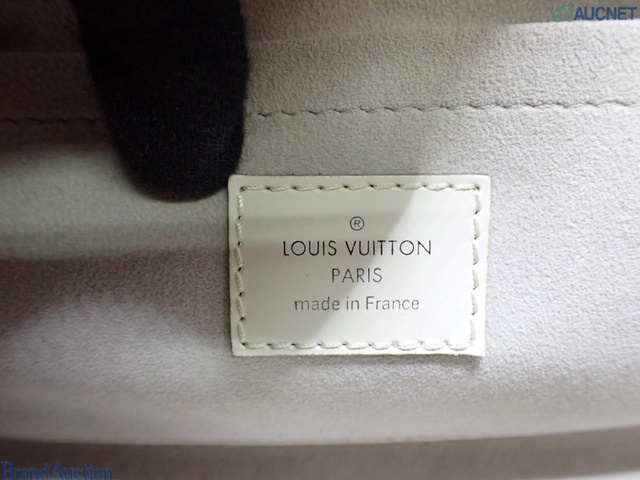 AUCNET
®
LOUIS VUITTON
PARIS
made in France
Brand Auction